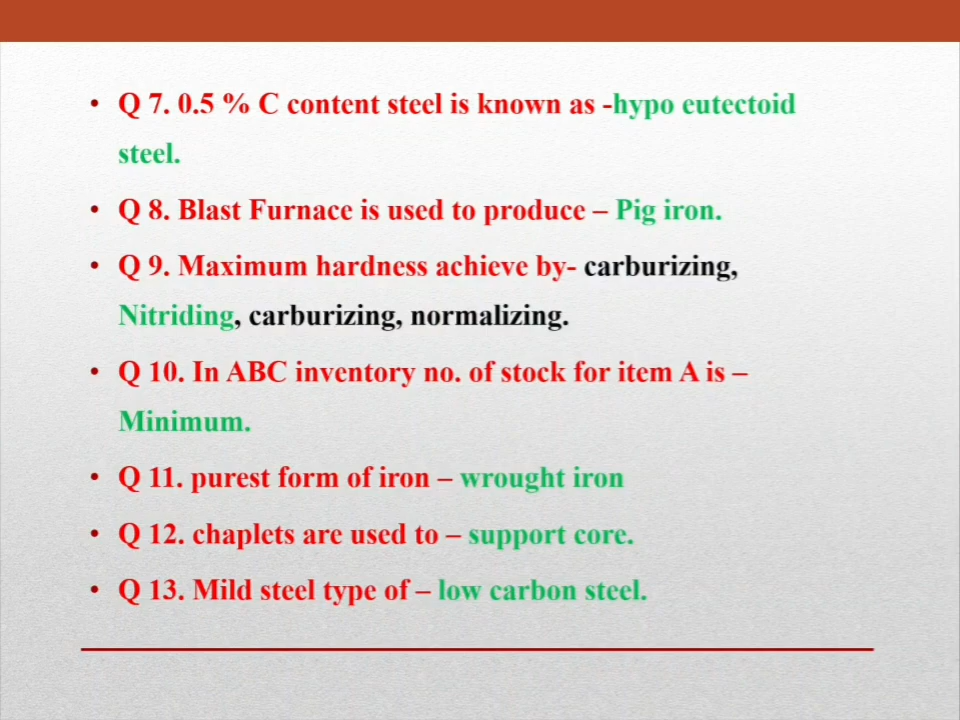 • Q 7. 0.5 % C content steel is known as -hypo eutectoid
steel.
• Q 8. Blast Furnace is used to produce – Pig iron.
• Q 9. Maximum hardness achieve by- carburizing,
Nitriding, carburizing, normalizing.
• Q 10. In ABC inventory no. of stock for item A is –
Minimum.
• Q 11. purest form of iron – wrought iron
• Q 12. chaplets are used to – support core.
• Q 13. Mild steel type of – low carbon steel.